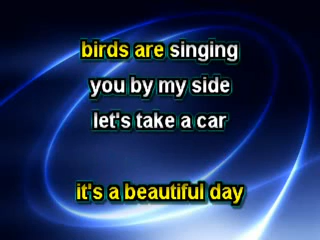 birds are singing
you by my side
let's take a car
it's a beautiful day